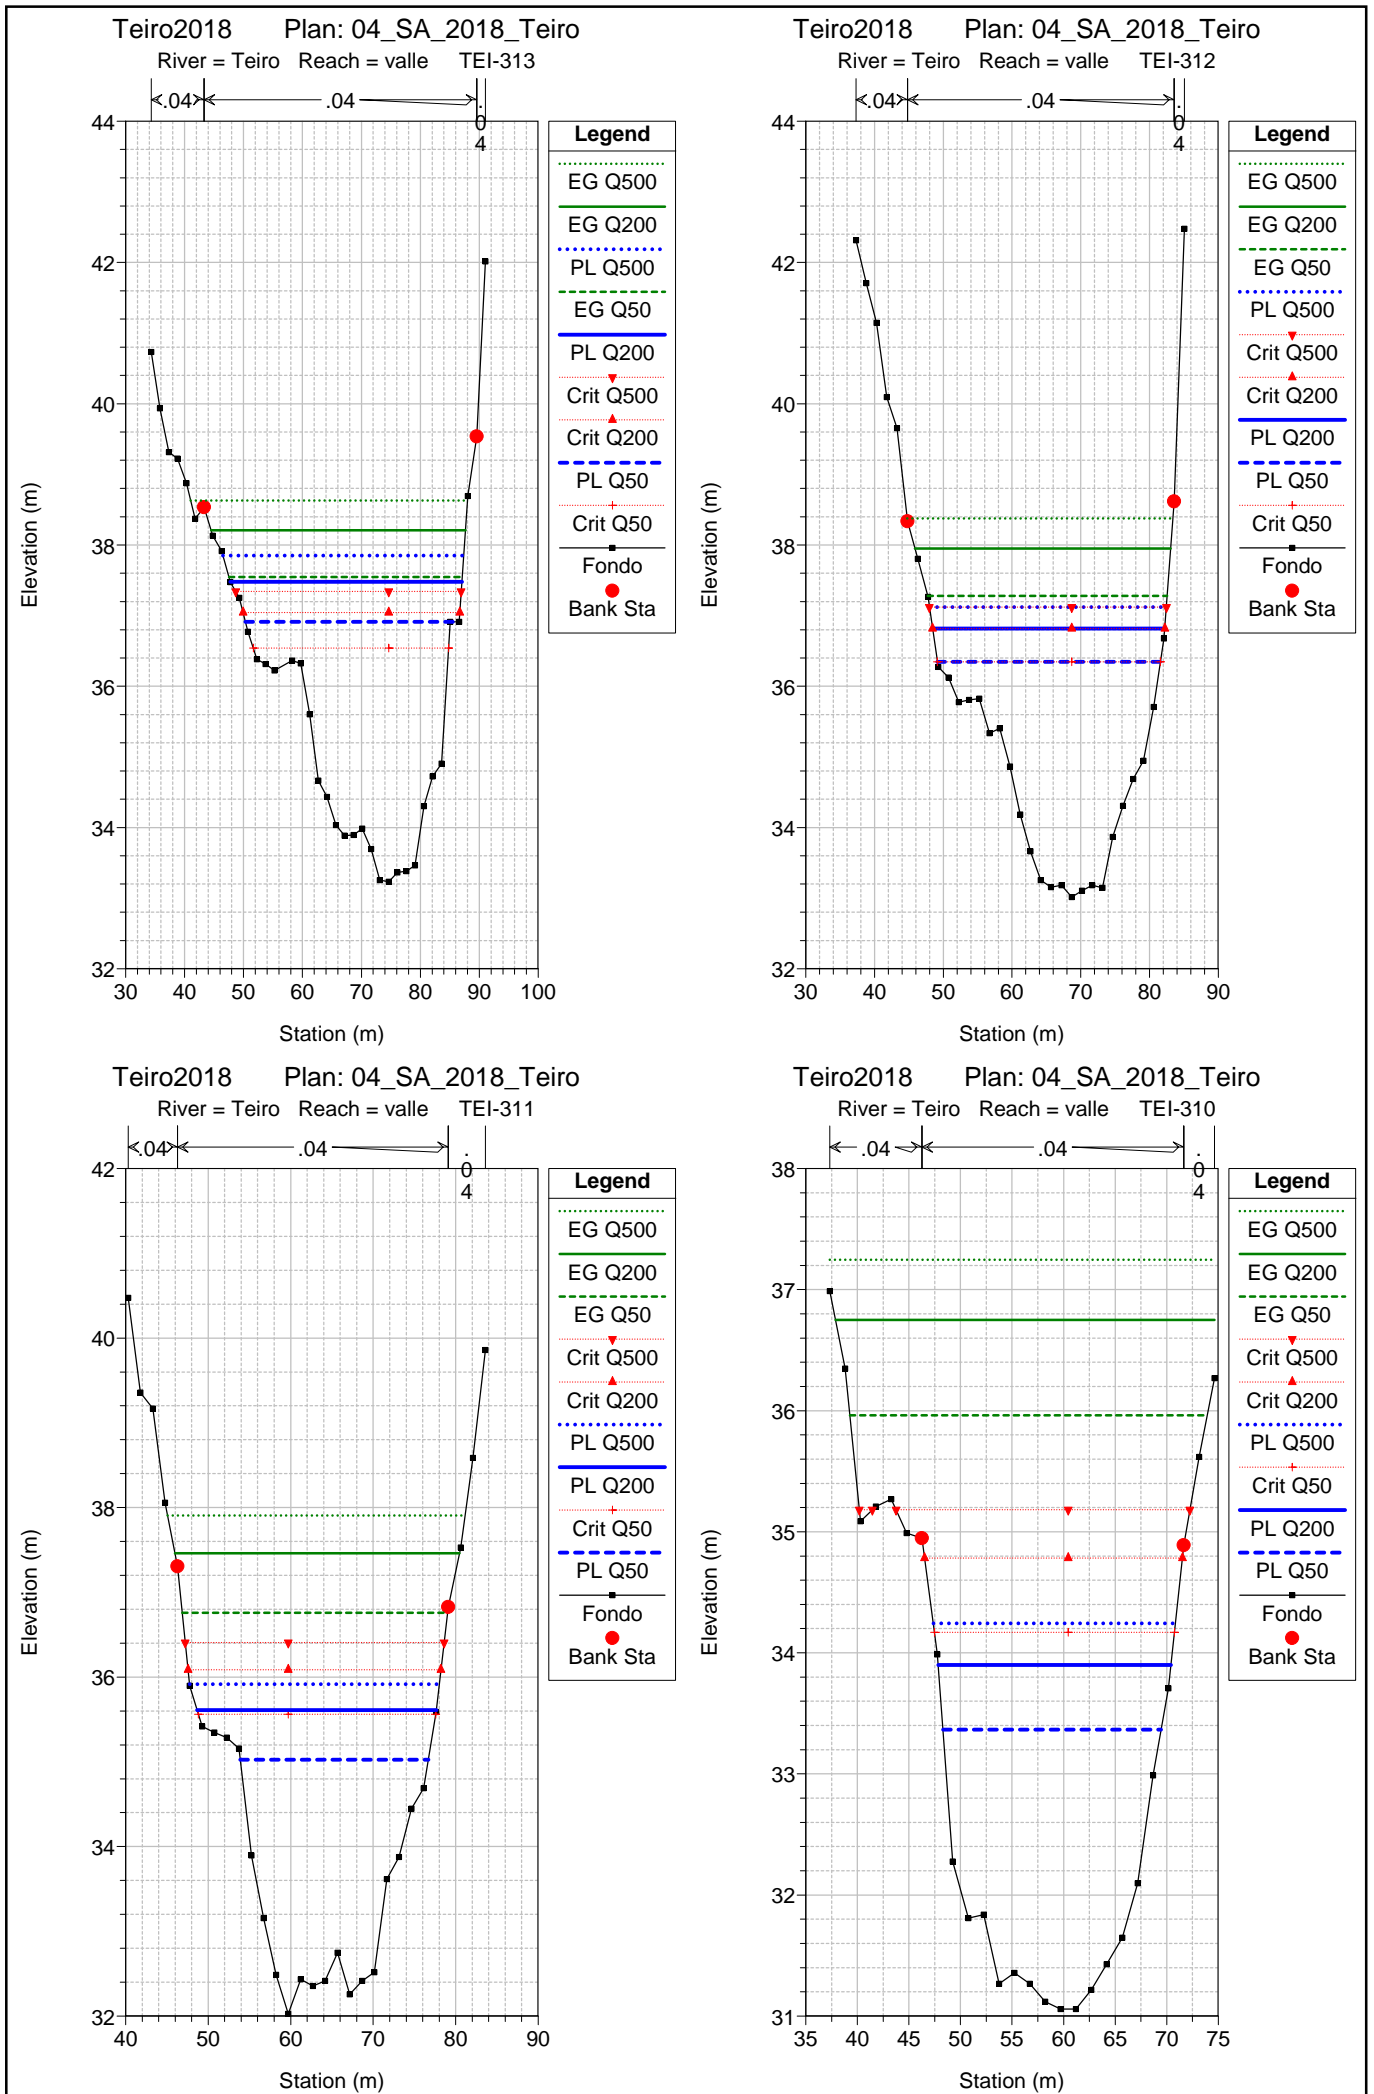 Teiro2018 Plan: 04_SA_2018_Teiro
River = Teiro Reach = valle TEI-313
.04 .04 .04
Legend
EG Q500
EG Q200
PL Q500
EG Q50
PL Q200
Crit Q500
Crit Q200
PL Q50
Crit Q50
Fondo
Bank Sta
44
42
40
38
36
34
32
Elevation (m)
30 40 50 60 70 80 90 100
Station (m)
Teiro2018 Plan: 04_SA_2018_Teiro
River = Teiro Reach = valle TEI-312
.04 .04 .04
Legend
EG Q500
EG Q200
EG Q50
PL Q500
Crit Q500
Crit Q200
PL Q200
PL Q50
Crit Q50
Fondo
Bank Sta
44
42
40
38
36
34
32
Elevation (m)
30 40 50 60 70 80 90
Station (m)
Teiro2018 Plan: 04_SA_2018_Teiro
River = Teiro Reach = valle TEI-311
.04 .04 .04
Legend
EG Q500
EG Q200
EG Q50
Crit Q500
Crit Q200
PL Q500
PL Q200
Crit Q50
PL Q50
Fondo
Bank Sta
42
40
38
36
34
32
Elevation (m)
40 50 60 70 80 90
Station (m)
Teiro2018 Plan: 04_SA_2018_Teiro
River = Teiro Reach = valle TEI-310
.04 .04 .04
Legend
EG Q500
EG Q200
EG Q50
Crit Q500
Crit Q200
PL Q500
Crit Q50
PL Q200
PL Q50
Fondo
Bank Sta
38
37
36
35
34
33
32
31
Elevation (m)
35 40 45 50 55 60 65 70 75
Station (m)